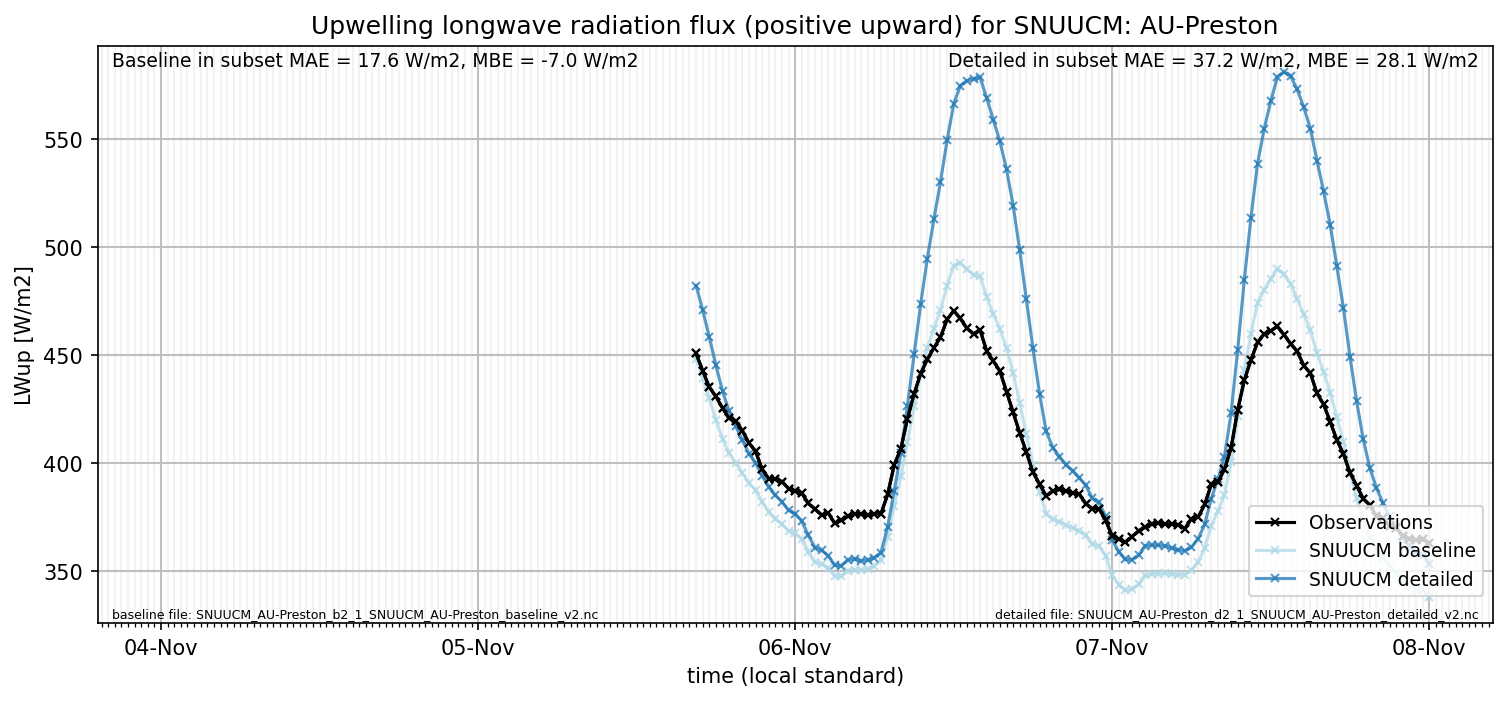 Upwelling longwave radiation flux (positive upward) for SNUUCM: AU-Preston
Baseline in subset MAE = 17.6 W/m2, MBE = -7.0 W/m2
Detailed in subset MAE = 37.2 W/m2, MBE = 28.1 W/m2
LWup [W/m2]
550
500
450
400
350
Observations
SNUUCM baseline
SNUUCM detailed
baseline file: SNUUCM_AU-Preston_b2_1_SNUUCM_AU-Preston_baseline_v2.nc
detailed file: SNUUCM_AU-Preston_d2_1_SNUUCM_AU-Preston_detailed_v2.nc
04-Nov
05-Nov
06-Nov
07-Nov
08-Nov
time (local standard)